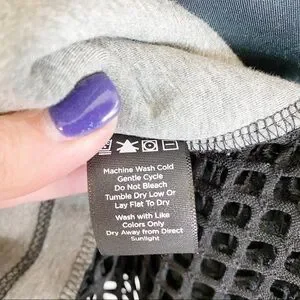 Machine Wash Cold
Gentle Cycle
Do Not Bleach
Tumble Dry Low Or
Lay Flat To Dry
Wash with Like
Colors Only
Dry Away from Direct
Sunlight